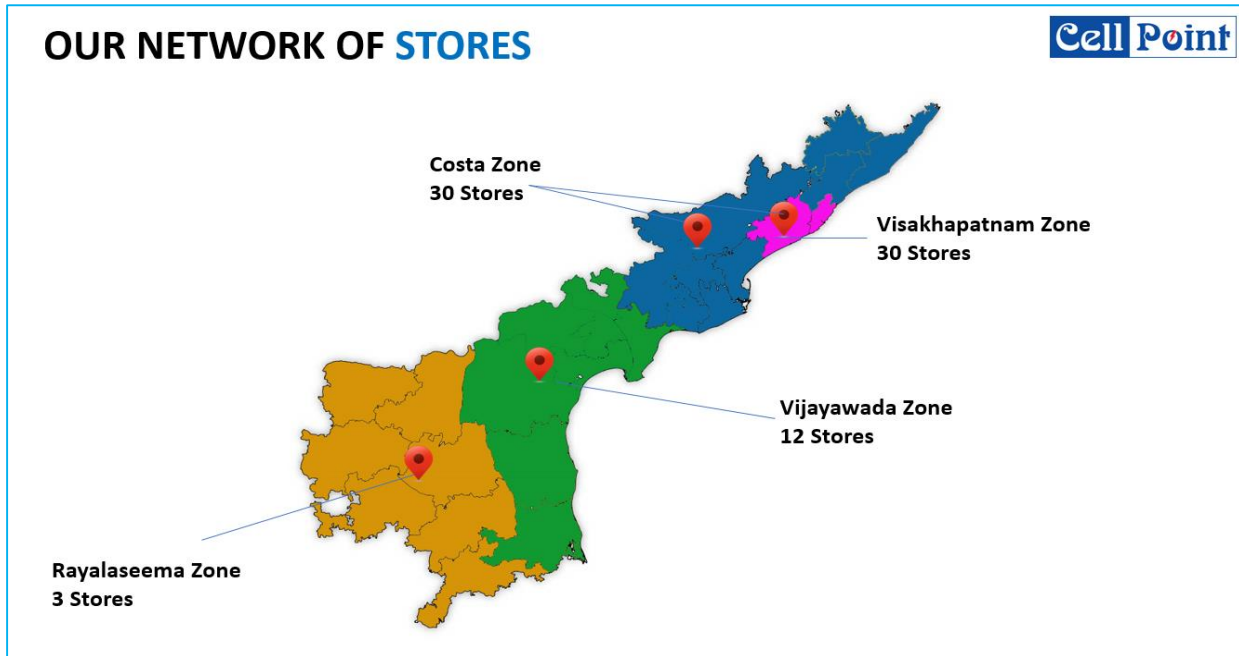 OUR NETWORK OF STORES
Cell Point
Costa Zone
30 Stores
Visakhapatnam Zone
30 Stores
Vijayawada Zone
12 Stores
Rayalaseema Zone
3 Stores